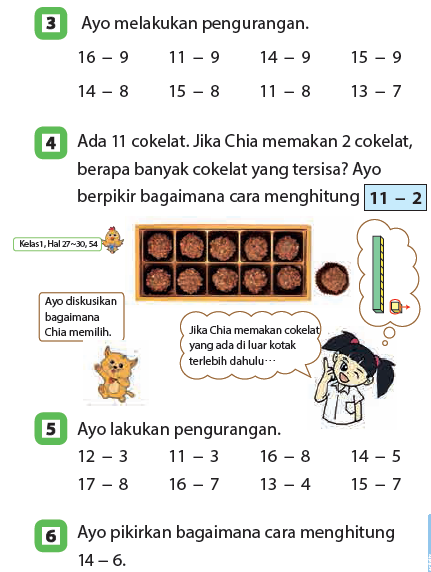 3 Ayo melakukan pengurangan.
16 − 9 11 − 9 14 − 9 15 − 9
14 − 8 15 − 8 11 − 8 13 − 7
4 Ada 11 cokelat. Jika Chia memakan 2 cokelat,
berapa banyak cokelat yang tersisa? Ayo
berpikir bagaimana cara menghitung 11 − 2
Kelas1, Hal 27~30, 54
Ayo diskusikan
bagaimana
Chia memilih.
Jika Chia memakan cokelat
yang ada di luar kotak
terlebih dahulu…
5 Ayo lakukan pengurangan.
12 − 3 11 − 3 16 − 8 14 − 5
17 − 8 16 − 7 13 − 4 15 − 7
6 Ayo pikirkan bagaimana cara menghitung
14 − 6.